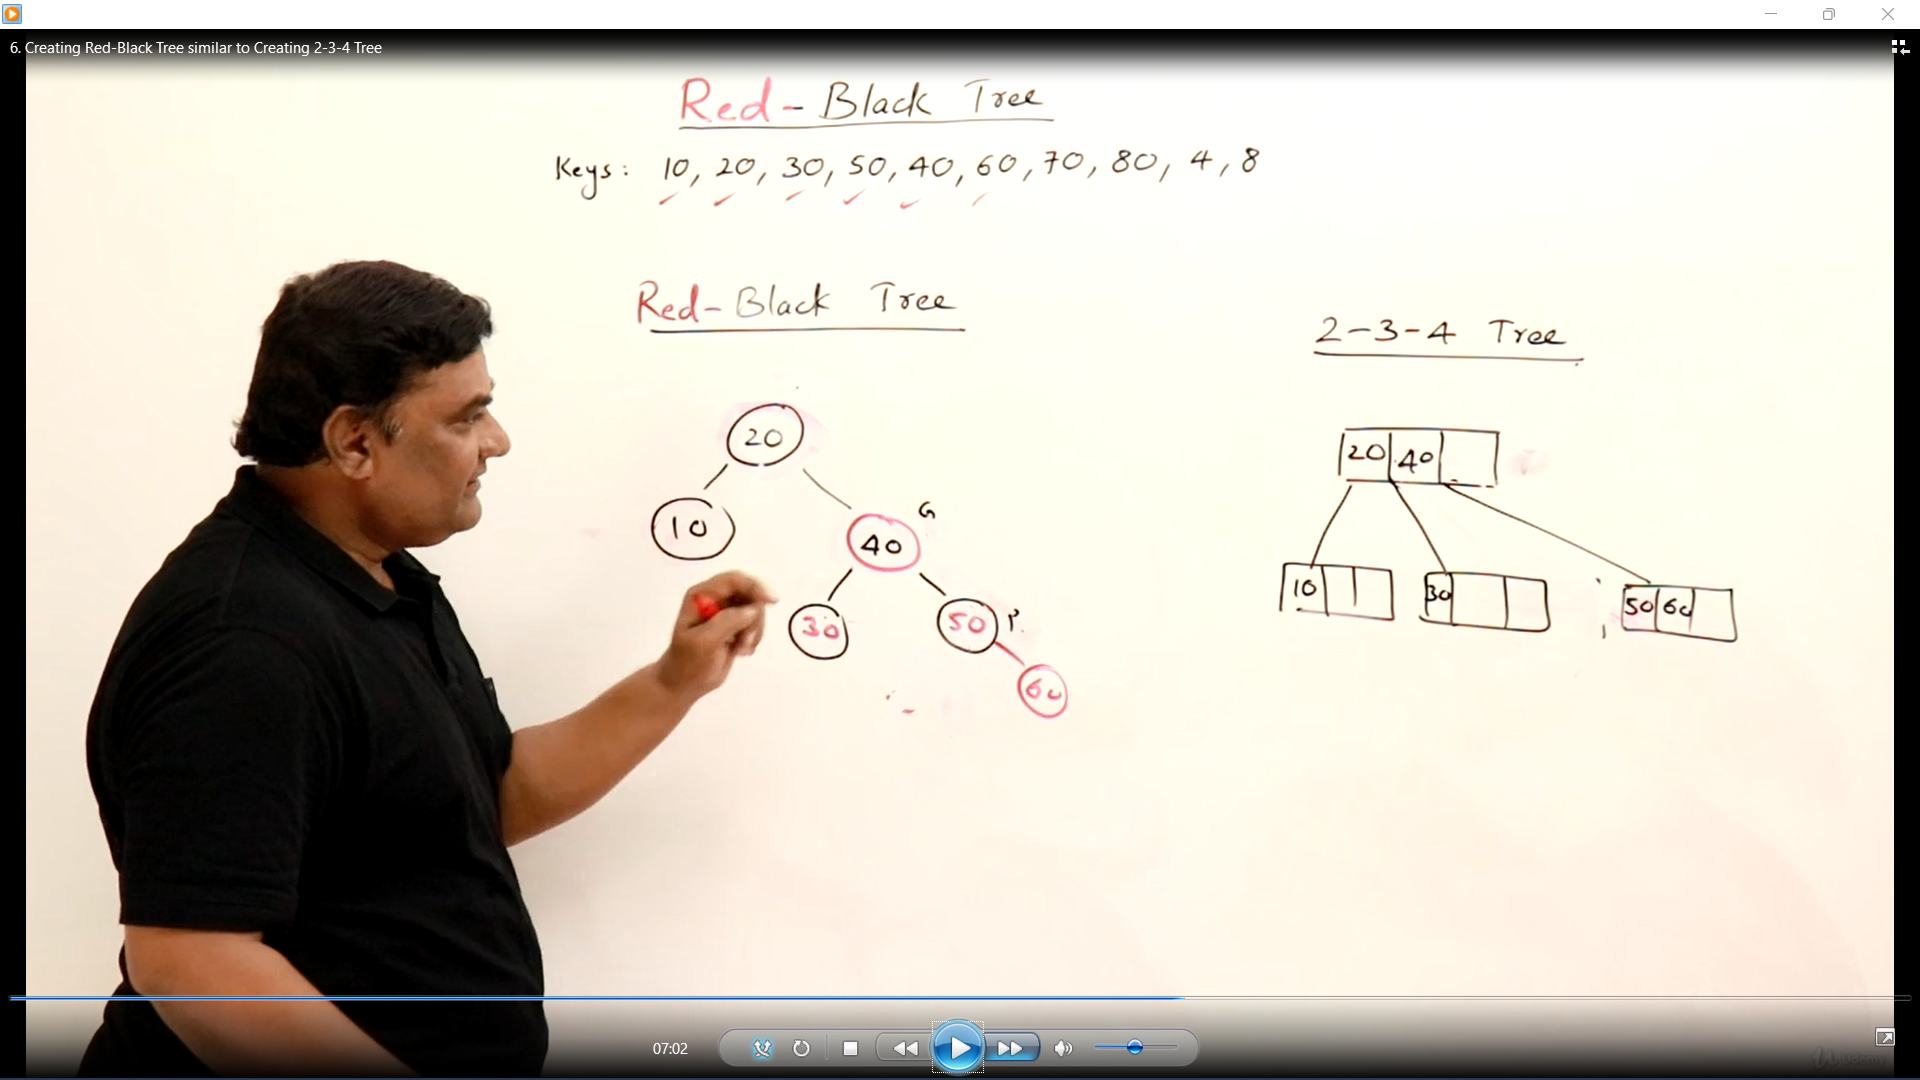 6. Creating Red-Black Tree similar to Creating 2-3-4 Tree
Red-Black Tree
Keys: 10, 20, 30, 50, 40, 60, 70, 80, 4, 8
Red-Black Tree
2-3-4 Tree
20
10
40
G
30
50
P
60
20 40
10
30
50 60
07:02
Udemy